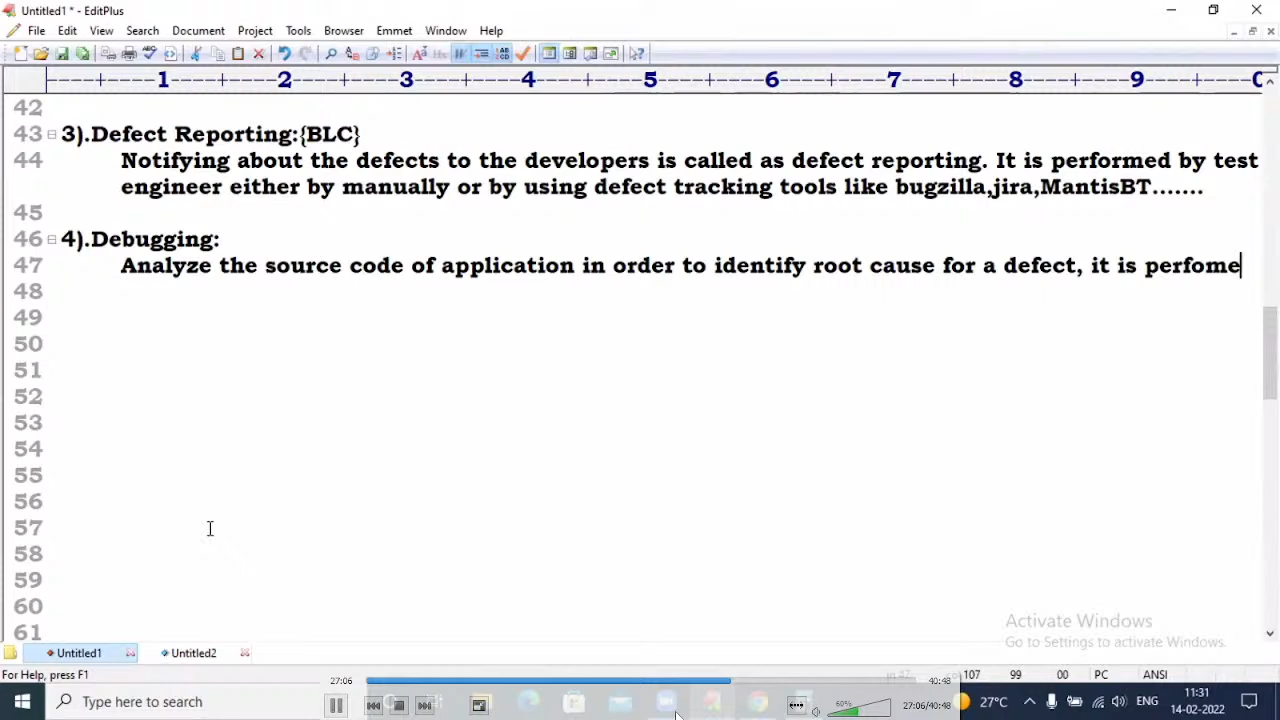 Untitled1 * - EditPlus
File Edit View Search Document Project Tools Browser Emmet Window Help
----+----1----+----2----+----3----+----4----+----5----+----6----+----7----+----8----+----9----+----0
42
43 3).Defect Reporting:{BLC}
44 Notifying about the defects to the developers is called as defect reporting. It is performed by test
engineer either by manually or by using defect tracking tools like bugzilla,jira,MantisBT.......
45
46 4).Debugging:
47 Analyze the source code of application in order to identify root cause for a defect, it is perfome
48
49
50
51
52
53
54
55
56
57
58
59
60
61
Activate Windows
Go to Settings to activate Windows.
Untitled1 Untitled2
For Help, press F1 107 99 00 PC ANSI
27:06 40:48
Type here to search 60% 27:06/40:48 27°C ENG 11:31
14-02-2022